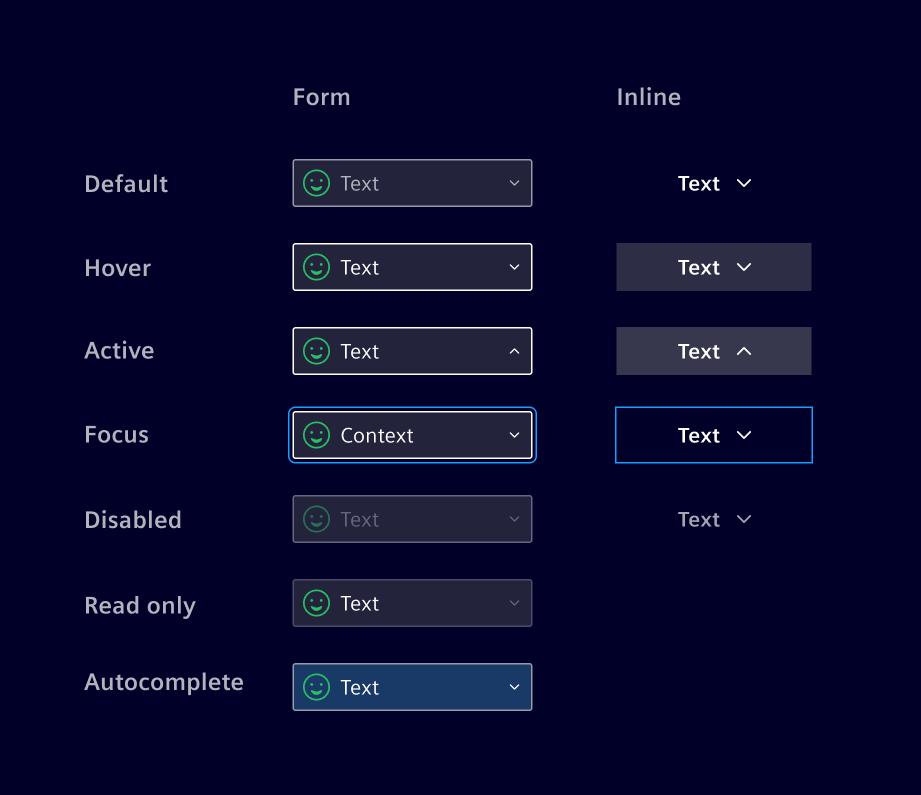 Form Inline
Default Text Text
Hover Text Text
Active Text Text
Focus Context Text
Disabled Text Text
Read only Text
Autocomplete Text